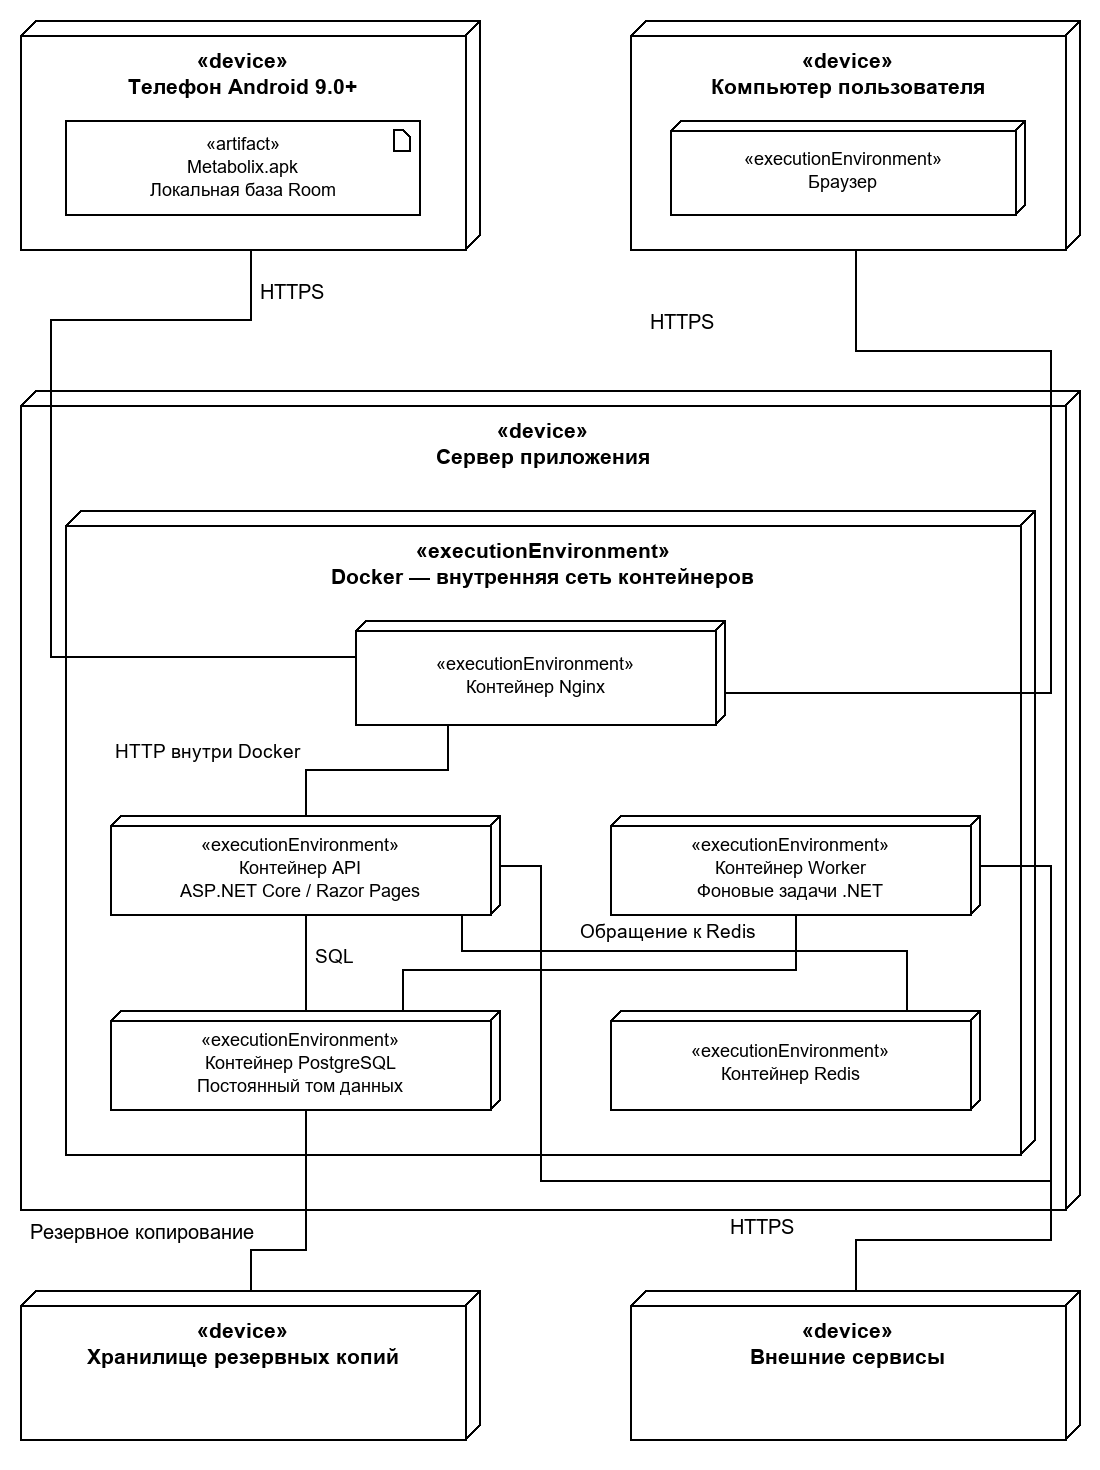 «device»
Телефон Android 9.0+
«artifact»
Metabolix.apk
Локальная база Room
«device»
Компьютер пользователя
«executionEnvironment»
Браузер
HTTPS
HTTPS
«device»
Сервер приложения
«executionEnvironment»
Docker — внутренняя сеть контейнеров
«executionEnvironment»
Контейнер Nginx
HTTP внутри Docker
«executionEnvironment»
Контейнер API
ASP.NET Core / Razor Pages
«executionEnvironment»
Контейнер Worker
Фоновые задачи .NET
Обращение к Redis
SQL
«executionEnvironment»
Контейнер PostgreSQL
Постоянный том данных
«executionEnvironment»
Контейнер Redis
Резервное копирование
HTTPS
«device»
Хранилище резервных копий
«device»
Внешние сервисы